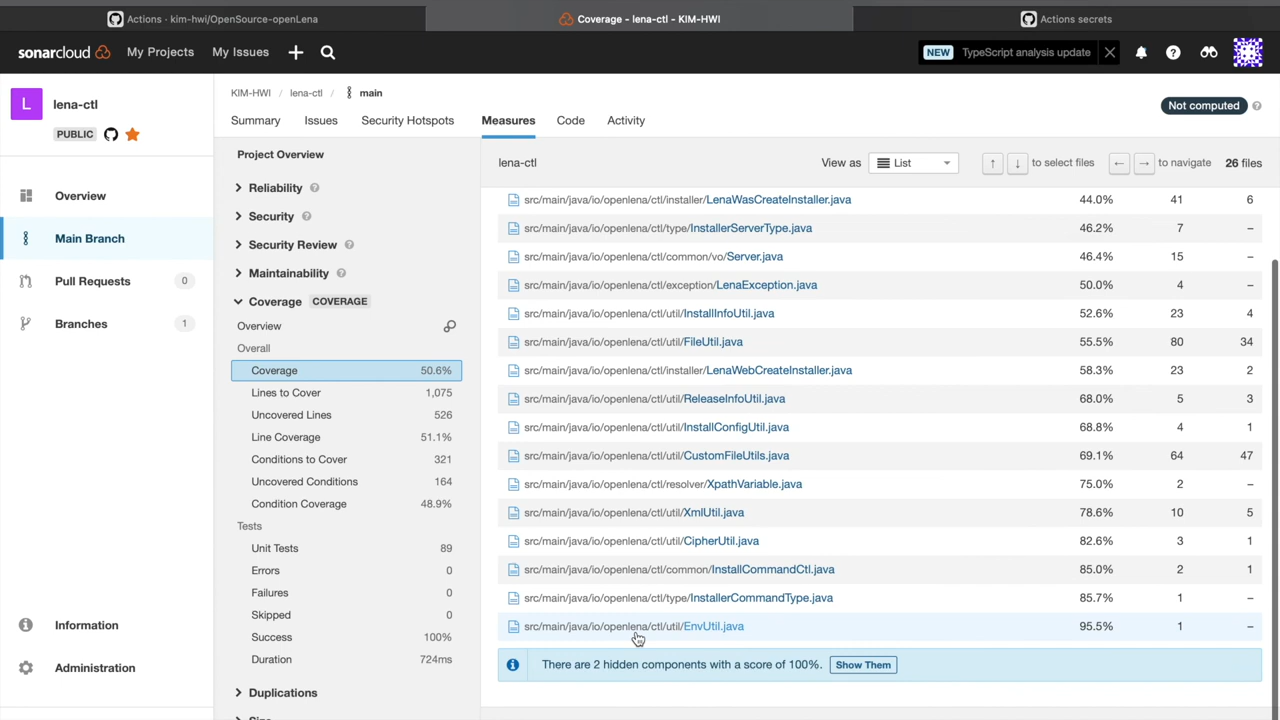 Actions · kim-hwi/OpenSource-openLena
Coverage - lena-ctl - KIM-HWI
Actions secrets
sonarcloud My Projects My Issues NEW TypeScript analysis update
L lena-ctl
PUBLIC
Overview
Main Branch
Pull Requests 0
Branches 1
Information
Administration
KIM-HWI / lena-ctl / main
Not computed
Summary Issues Security Hotspots Measures Code Activity
Project Overview
Reliability
Security
Security Review
Maintainability
Coverage COVERAGE
Overview
Overall
Coverage 50.6%
Lines to Cover 1,075
Uncovered Lines 526
Line Coverage 51.1%
Conditions to Cover 321
Uncovered Conditions 164
Condition Coverage 48.9%
Tests
Unit Tests 89
Errors 0
Failures 0
Skipped 0
Success 100%
Duration 724ms
Duplications
lena-ctl View as List ↑ ↓ to select files ← → to navigate 26 files
src/main/java/io/openlena/ctl/installer/LenaWasCreateInstaller.java 44.0% 41 6
src/main/java/io/openlena/ctl/type/InstallerServerType.java 46.2% 7 –
src/main/java/io/openlena/ctl/common/vo/Server.java 46.4% 15 –
src/main/java/io/openlena/ctl/exception/LenaException.java 50.0% 4 –
src/main/java/io/openlena/ctl/util/InstallInfoUtil.java 52.6% 23 4
src/main/java/io/openlena/ctl/util/FileUtil.java 55.5% 80 34
src/main/java/io/openlena/ctl/installer/LenaWebCreateInstaller.java 58.3% 23 2
src/main/java/io/openlena/ctl/util/ReleaseInfoUtil.java 68.0% 5 3
src/main/java/io/openlena/ctl/util/InstallConfigUtil.java 68.8% 4 1
src/main/java/io/openlena/ctl/util/CustomFileUtils.java 69.1% 64 47
src/main/java/io/openlena/ctl/resolver/XpathVariable.java 75.0% 2 –
src/main/java/io/openlena/ctl/util/XmlUtil.java 78.6% 10 5
src/main/java/io/openlena/ctl/util/CipherUtil.java 82.6% 3 1
src/main/java/io/openlena/ctl/common/InstallCommandCtl.java 85.0% 2 1
src/main/java/io/openlena/ctl/type/InstallerCommandType.java 85.7% 1 –
src/main/java/io/openlena/ctl/util/EnvUtil.java 95.5% 1 –
There are 2 hidden components with a score of 100%. Show Them